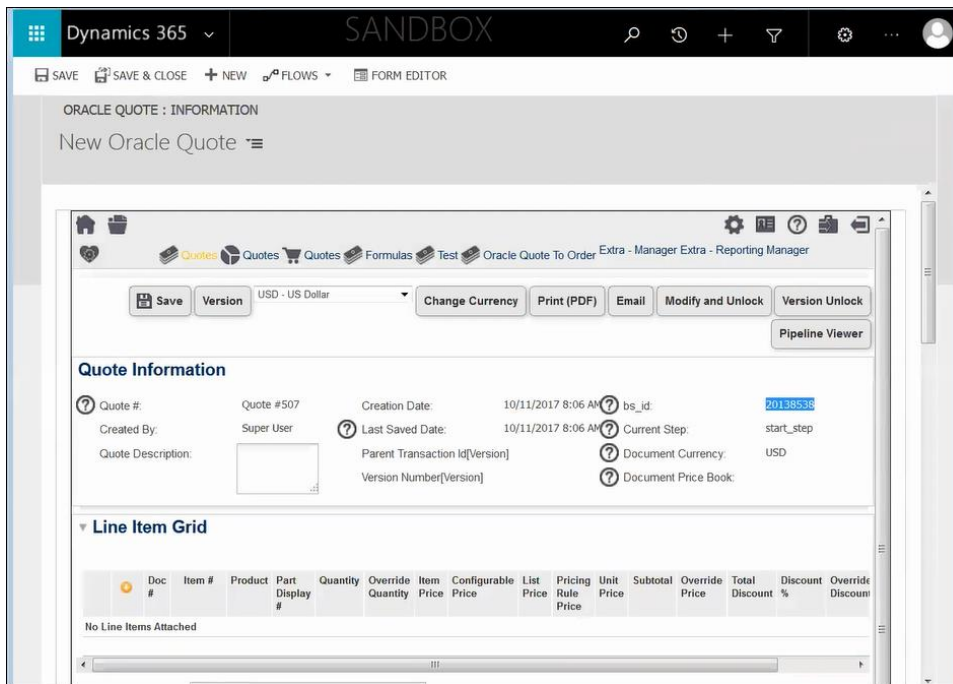 Dynamics 365
SANDBOX
SAVE SAVE & CLOSE NEW FLOWS FORM EDITOR
ORACLE QUOTE : INFORMATION
New Oracle Quote
Quotes Quotes Quotes Formulas Test Oracle Quote To Order Extra - Manager Extra - Reporting Manager
Save Version USD - US Dollar Change Currency Print (PDF) Email Modify and Unlock Version Unlock
Pipeline Viewer
Quote Information
Quote #: Quote #507 Creation Date: 10/11/2017 8:06 AM bs_id: 20138538
Created By: Super User Last Saved Date: 10/11/2017 8:06 AM Current Step: start_step
Quote Description: Parent Transaction Id[Version] Document Currency: USD
Version Number[Version] Document Price Book:
Line Item Grid
Doc # Item # Product Part Display # Quantity Override Quantity Item Price Configurable Price List Price Pricing Rule Price Unit Price Subtotal Override Price Total Discount Discount % Override Discount
No Line Items Attached